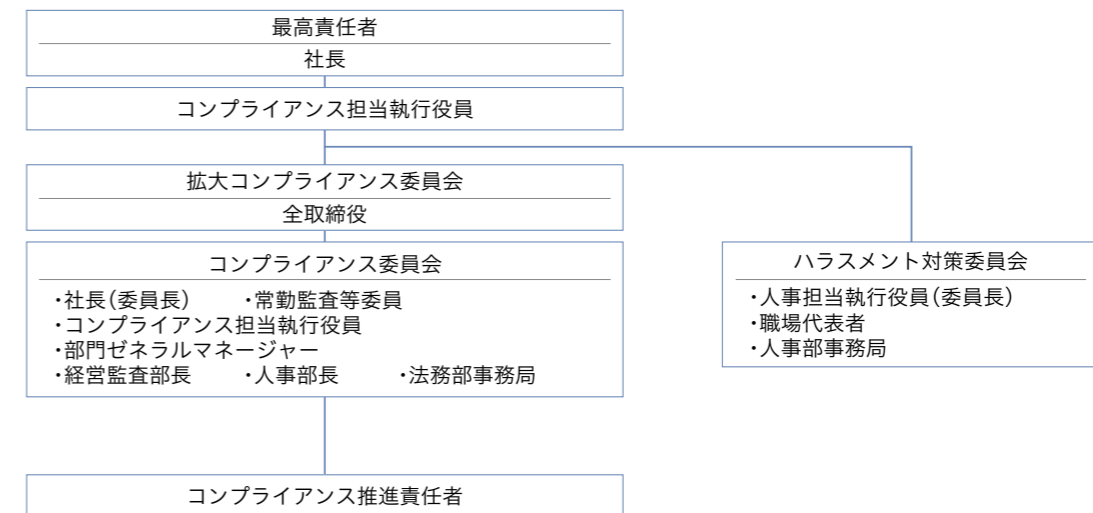 最高責任者
社長
コンプライアンス担当執行役員
拡大コンプライアンス委員会
全取締役
コンプライアンス委員会
・社長(委員長) ・常勤監査等委員
・コンプライアンス担当執行役員
・部門ゼネラルマネージャー
・経営監査部長 ・人事部長 ・法務部事務局
ハラスメント対策委員会
・人事担当執行役員(委員長)
・職場代表者
・人事部事務局
コンプライアンス推進責任者